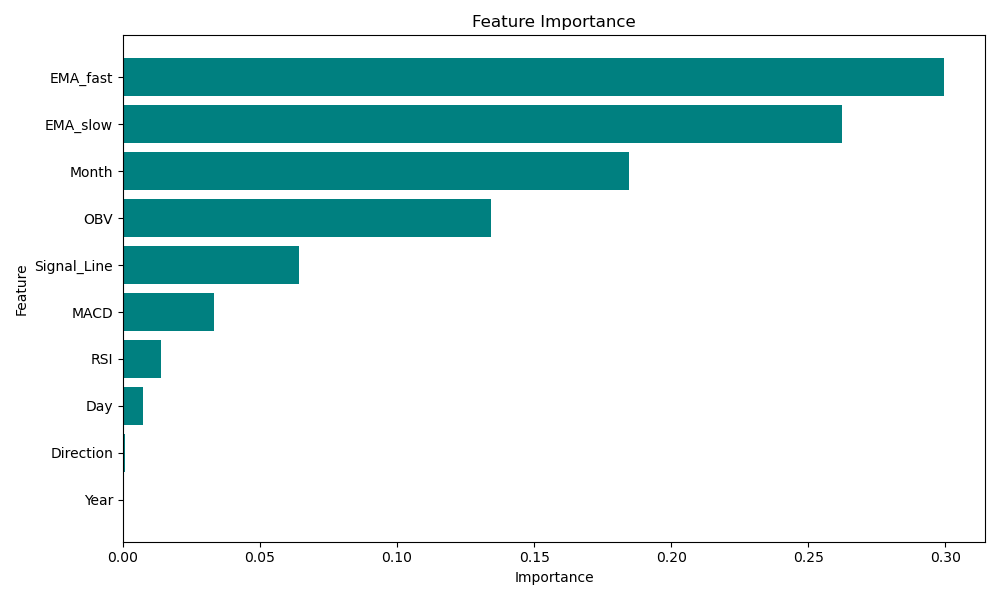 Feature Importance
Feature
EMA_fast
EMA_slow
Month
OBV
Signal_Line
MACD
RSI
Day
Direction
Year
0.00 0.05 0.10 0.15 0.20 0.25 0.30
Importance